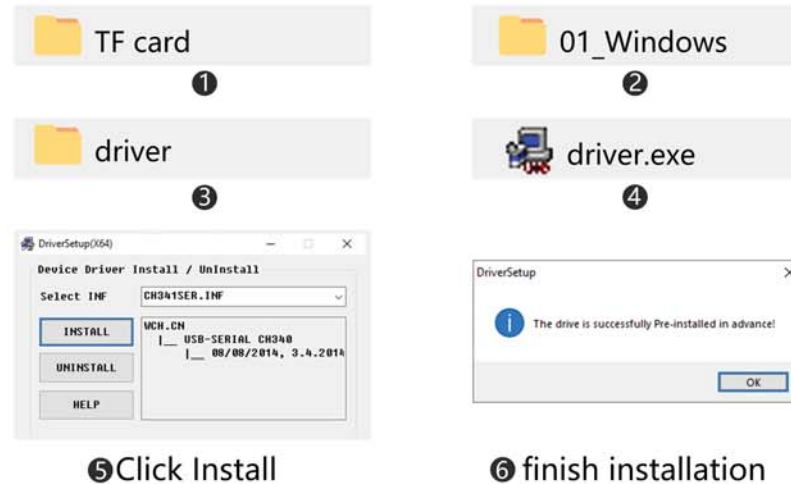 TF card
01_Windows
❶
❷
driver
driver.exe
❸
❹
DriverSetup(X64)
Device Driver Install / UnInstall
Select INF
CH341SER.INF
INSTALL
WCH.CN
|__ USB-SERIAL CH340
|__ 08/08/2014, 3.4.2014
UNINSTALL
HELP
DriverSetup
The drive is successfully Pre-installed in advance!
OK
❺Click Install
❻ finish installation